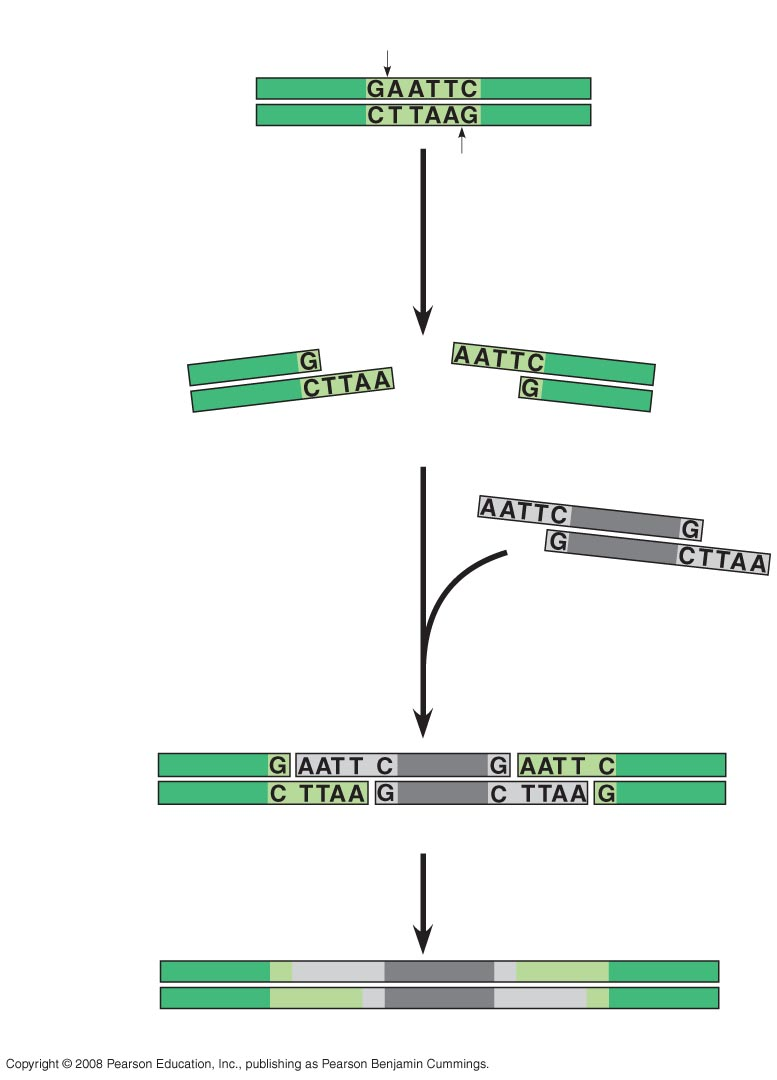 GAATTC
CTTAAG
G
CTTAA
AATTC
G
AATTC G
G CTTAA
G AATT C G AATT C
C TTAA G C TTAA G
Copyright © 2008 Pearson Education, Inc., publishing as Pearson Benjamin Cummings.